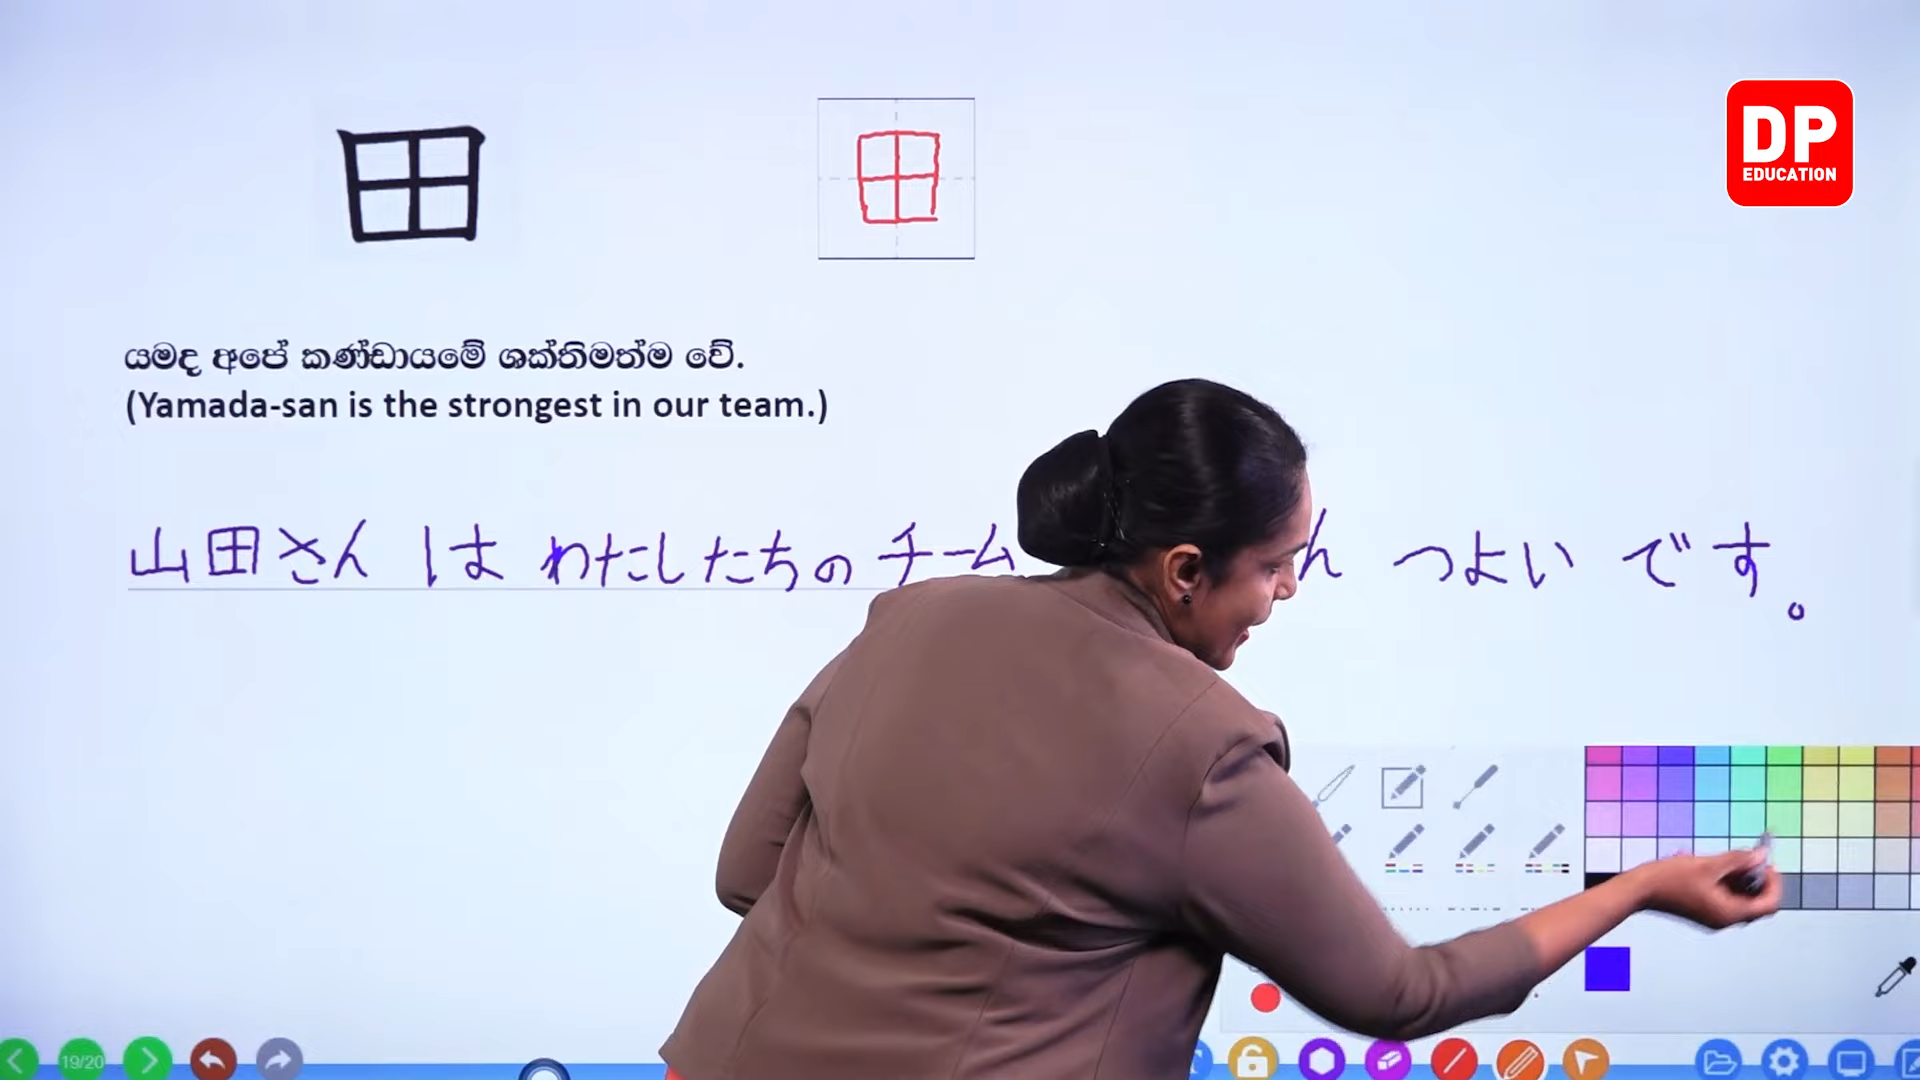 田 田
DP
EDUCATION
යමද අපේ කණ්ඩායමේ ශක්තිමත්ම වේ.
(Yamada-san is the strongest in our team.)
山田さん は わたしたちの チーム ん つよい です。
19/20